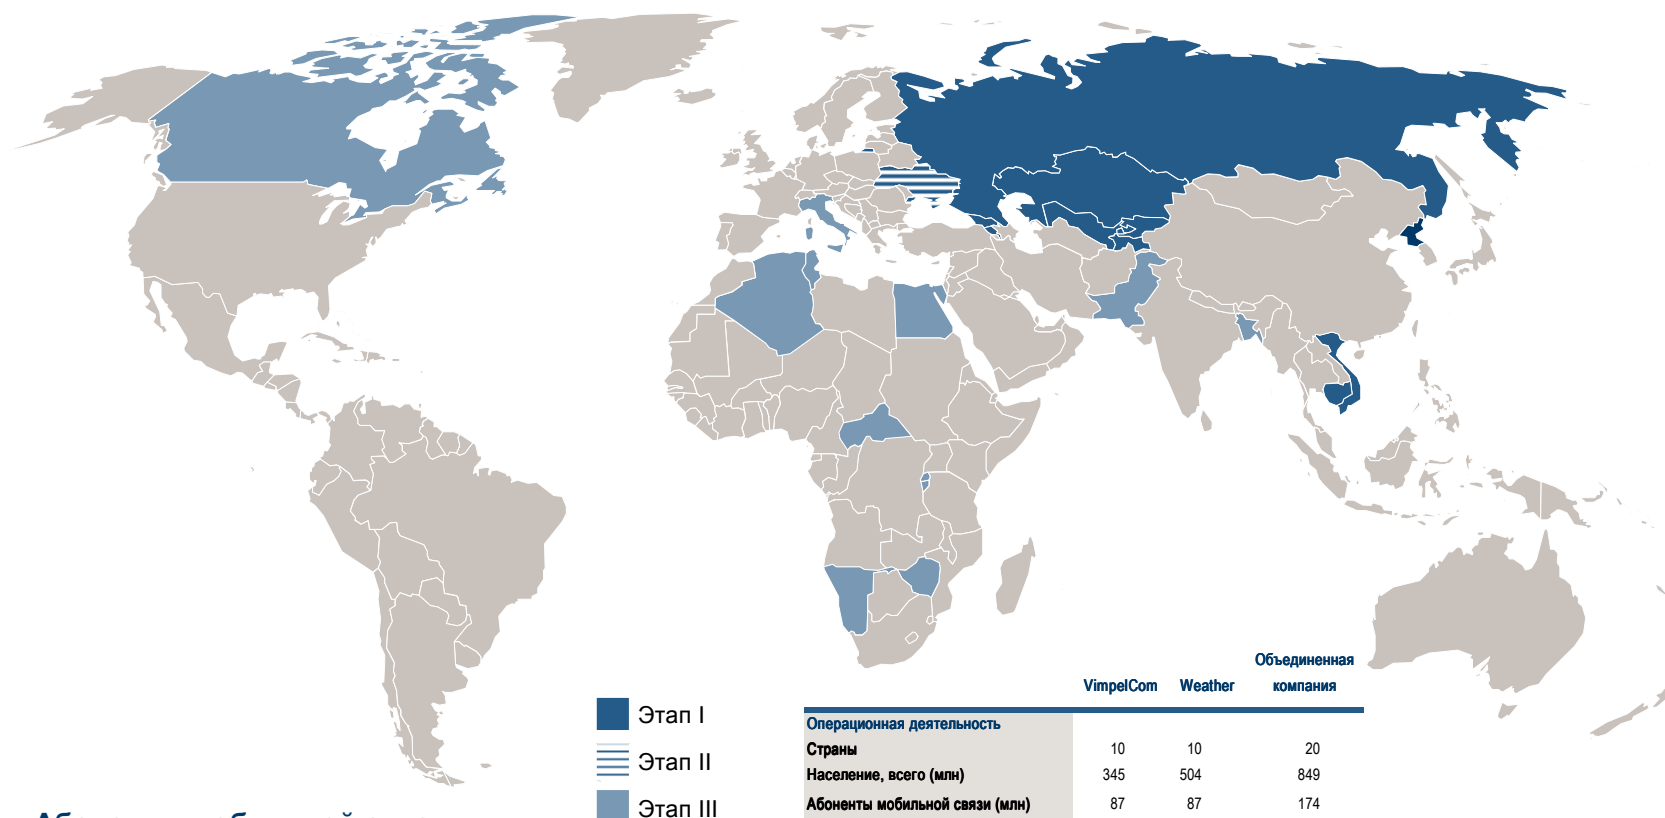 Объединенная
VimpelCom Weather компания
Этап I
Операционная деятельность
Страны 10 10 20
Этап II
Население, всего (млн) 345 504 849
Абоненты мобильной связи (млн) 87 87 174
Этап III